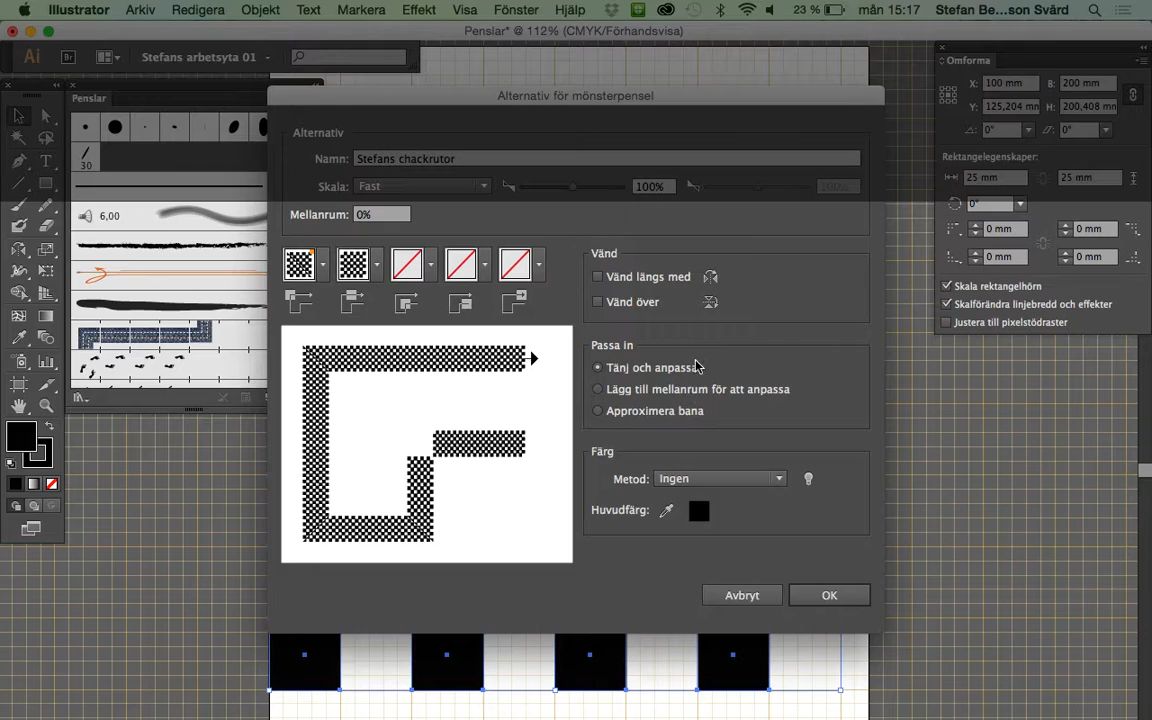 Illustrator Arkiv Redigera Objekt Text Markera Effekt Visa Fönster Hjälp 23 % mån 15:17 Stefan Be...son Svärd
Penslar* @ 112% (CMYK/Förhandsvisa)
Ai Br Stefans arbetsyta 01
Omforma
Penslar
X: 100 mm B: 200 mm
Y: 125,204 mm H: 200,408 mm
0° 0°
Rektangelegenskaper:
25 mm 25 mm
0°
0 mm 0 mm
0 mm 0 mm
Skala rektangelhörn
Skalförändra linjebredd och effekter
Justera till pixelstödraster
30
6,00
Alternativ för mönsterpensel
Alternativ
Namn: Stefans chackrutor
Skala: Fast 100% 100%
Mellanrum: 0%
Vänd
Vänd längs med
Vänd över
Passa in
Tänj och anpassa
Lägg till mellanrum för att anpassa
Approximera bana
Färg
Metod: Ingen
Huvudfärg:
Avbryt OK